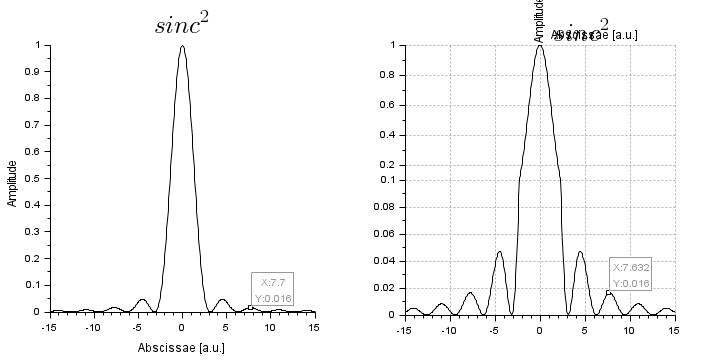 sinc²
1
0.9
0.8
0.7
0.6
0.5
0.4
0.3
0.2
0.1
0
Amplitude
X:7.7
Y:0.016
-15 -10 -5 0 5 10 15
Abscissae [a.u.]
Amplitude
sinc²
Abscissae [a.u.]
1
0.8
0.6
0.4
0.2
0.1
0.08
0.06
0.04
0.02
0
X:7.632
Y:0.016
-15 -10 -5 0 5 10 15